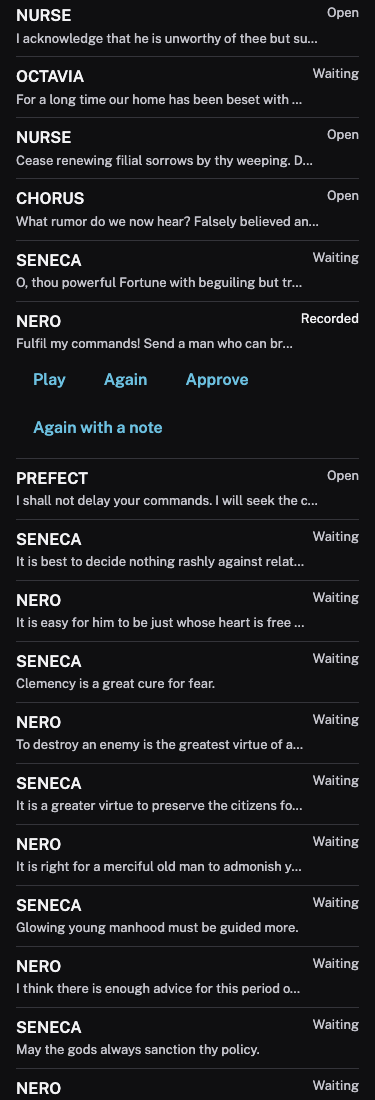 NURSE Open
I acknowledge that he is unworthy of thee but su...
OCTAVIA Waiting
For a long time our home has been beset with ...
NURSE Open
Cease renewing filial sorrows by thy weeping. D...
CHORUS Open
What rumor do we now hear? Falsely believed an...
SENECA Waiting
O, thou powerful Fortune with beguiling but tr...
NERO Recorded
Fulfil my commands! Send a man who can br...
Play Again Approve
Again with a note
PREFECT Open
I shall not delay your commands. I will seek the c...
SENECA Waiting
It is best to decide nothing rashly against relat...
NERO Waiting
It is easy for him to be just whose heart is free ...
SENECA Waiting
Clemency is a great cure for fear.
NERO Waiting
To destroy an enemy is the greatest virtue of a...
SENECA Waiting
It is a greater virtue to preserve the citizens fo...
NERO Waiting
It is right for a merciful old man to admonish y...
SENECA Waiting
Glowing young manhood must be guided more.
NERO Waiting
I think there is enough advice for this period o...
SENECA Waiting
May the gods always sanction thy policy.
NERO Waiting